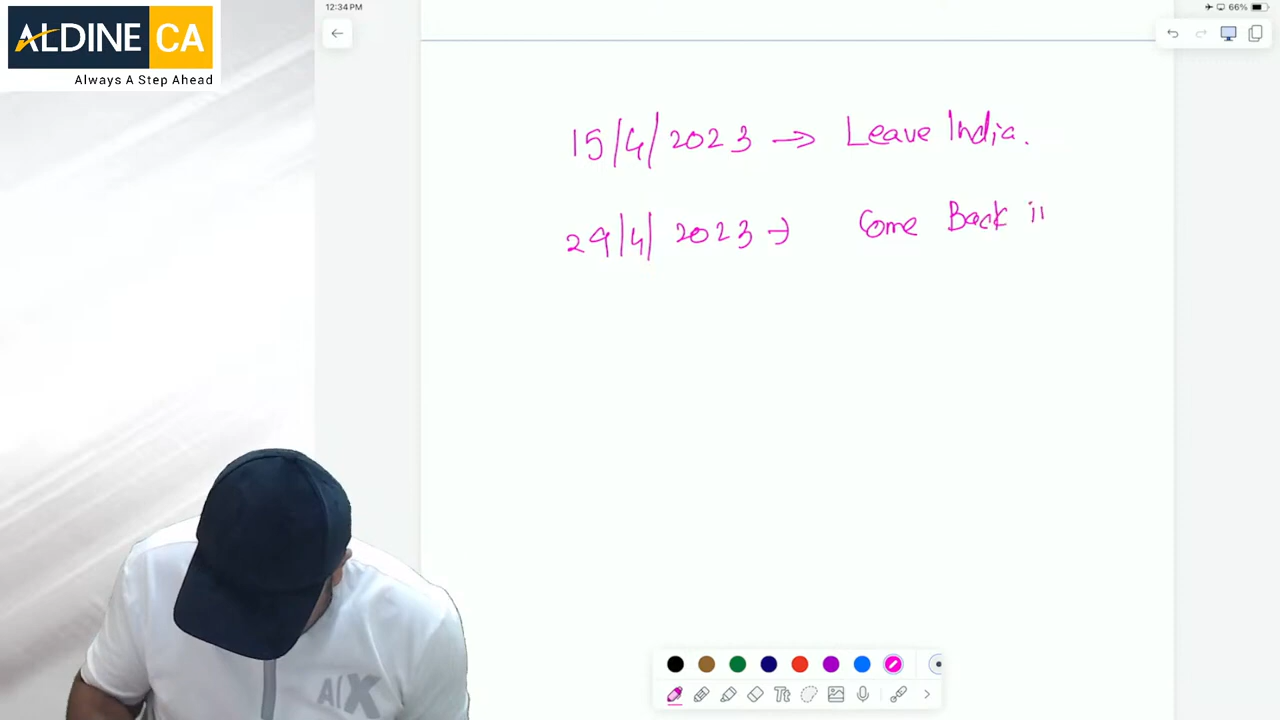 12:34 PM
66%
ALDINE CA
Always A Step Ahead
15/4/2023 → Leave India.
29/4/2023 → Come Back
Tt